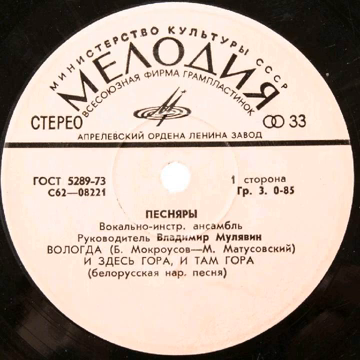 МИНИСТЕРСТВО КУЛЬТУРЫ СССР
МЕЛОДИЯ
ВСЕСОЮЗНАЯ ФИРМА ГРАМПЛАСТИНОК
СТЕРЕО 33
АПРЕЛЕВСКИЙ ОРДЕНА ЛЕНИНА ЗАВОД
ГОСТ 5289-73 1 сторона
С62—08221 Гр. 3. 0-85
ПЕСНЯРЫ
Вокально-инстр. ансамбль
Руководитель Владимир Мулявин
ВОЛОГДА (Б. Мокроусов—М. Матусовский)
И ЗДЕСЬ ГОРА, И ТАМ ГОРА
(белорусская нар. песня)